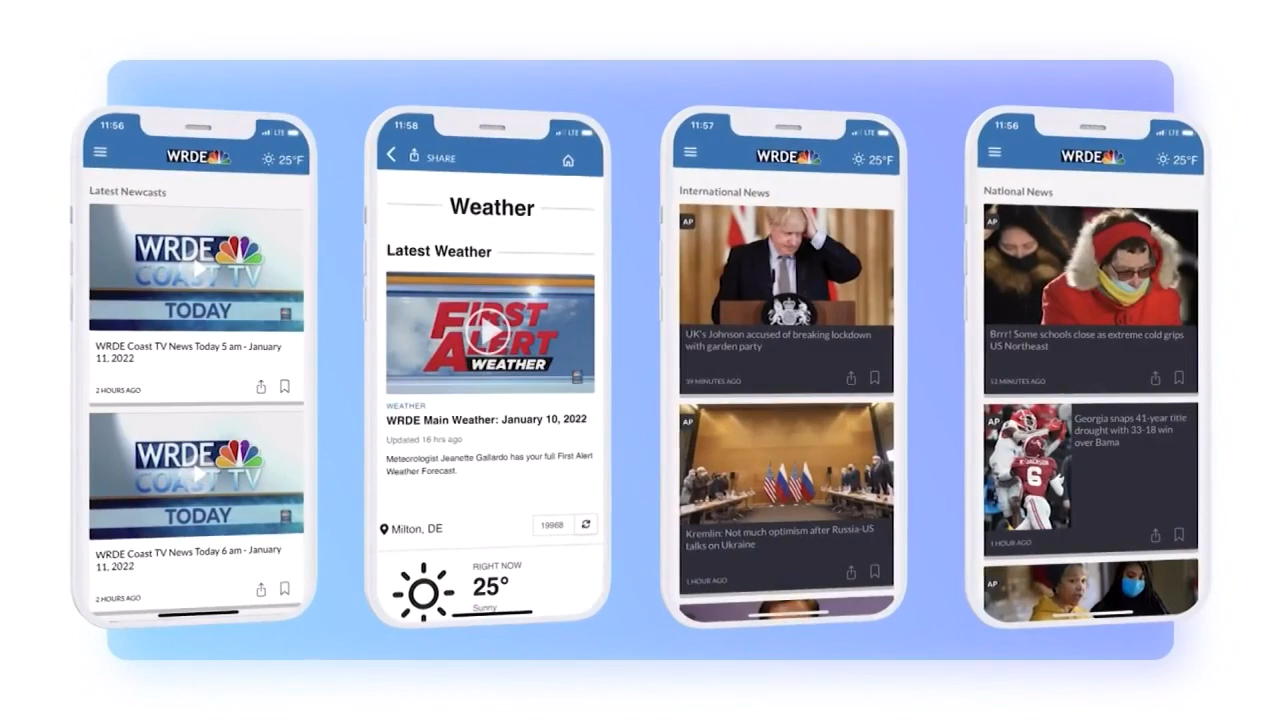 11:56
LTE
WRDE
25°F
Latest Newcasts
WRDE
COAST TV
TODAY
WRDE Coast TV News Today 5 am - January
11, 2022
2 HOURS AGO
WRDE
COAST TV
TODAY
WRDE Coast TV News Today 6 am - January
11, 2022
2 HOURS AGO
11:58
LTE
SHARE
Weather
Latest Weather
FIRST
ALERT
WEATHER
WEATHER
WRDE Main Weather: January 10, 2022
Updated 16 hrs ago
Meteorologist Jeanette Gallardo has your full First Alert
Weather Forecast.
Milton, DE
19968
RIGHT NOW
25°
Sunny
11:57
LTE
WRDE
25°F
International News
AP
UK's Johnson accused of breaking lockdown
with garden party
39 MINUTES AGO
AP
Kremlin: Not much optimism after Russia-US
talks on Ukraine
1 HOUR AGO
11:56
LTE
WRDE
25°F
National News
AP
Brrr! Some schools close as extreme cold grips
US Northeast
52 MINUTES AGO
AP
Georgia snaps 41-year title
drought with 33-18 win
over Bama
6
1 HOUR AGO
AP